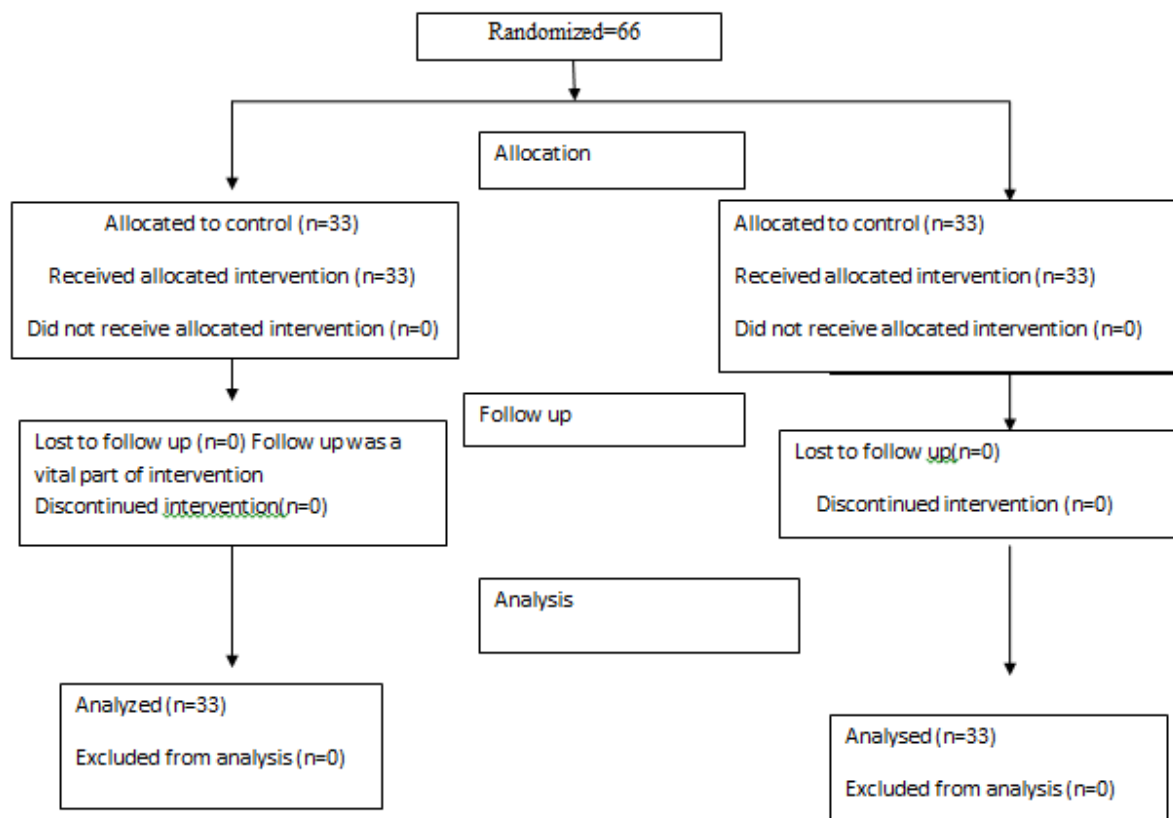 Randomized=66
Allocation
Allocated to control (n=33)
Received allocated intervention (n=33)
Did not receive allocated intervention (n=0)
Allocated to control (n=33)
Received allocated intervention (n=33)
Did not receive allocated intervention (n=0)
Follow up
Lost to follow up (n=0) Follow up was a
vital part of intervention
Discontinued intervention(n=0)
Lost to follow up(n=0)
Discontinued intervention (n=0)
Analysis
Analyzed (n=33)
Excluded from analysis (n=0)
Analysed (n=33)
Excluded from analysis (n=0)